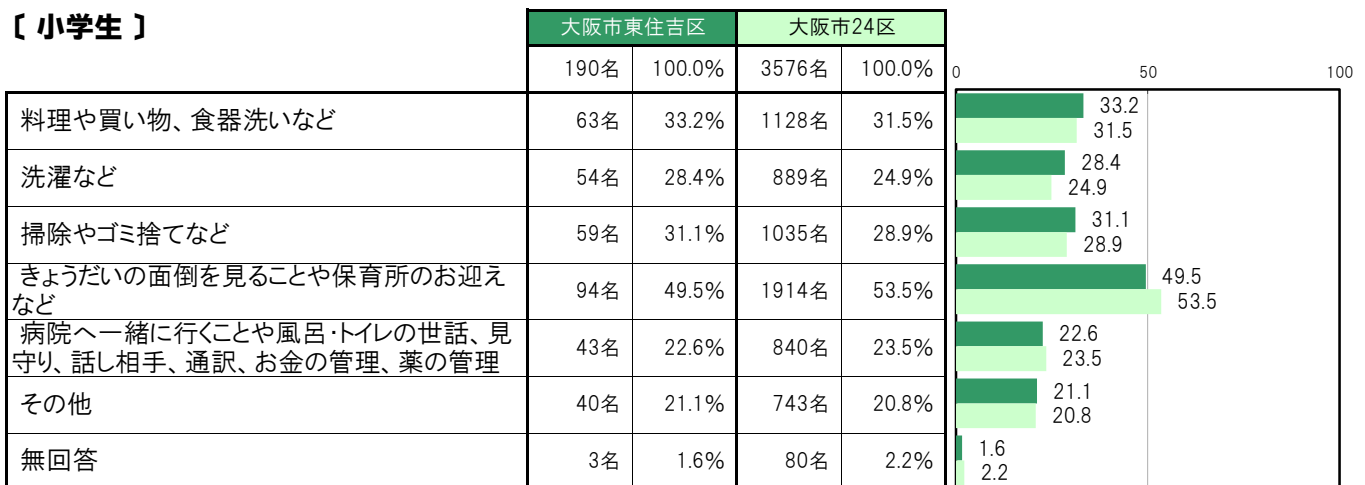 〔 小学生 〕
大阪市東住吉区 大阪市24区
190名 100.0% 3576名 100.0% 0 50 100
料理や買い物、食器洗いなど 63名 33.2% 1128名 31.5% 33.2
31.5
洗濯など 54名 28.4% 889名 24.9% 28.4
24.9
掃除やゴミ捨てなど 59名 31.1% 1035名 28.9% 31.1
28.9
きょうだいの面倒を見ることや保育所のお迎え
など 94名 49.5% 1914名 53.5% 49.5
53.5
病院へ一緒に行くことや風呂・トイレの世話、見
守り、話し相手、通訳、お金の管理、薬の管理 43名 22.6% 840名 23.5% 22.6
23.5
その他 40名 21.1% 743名 20.8% 21.1
20.8
無回答 3名 1.6% 80名 2.2% 1.6
2.2